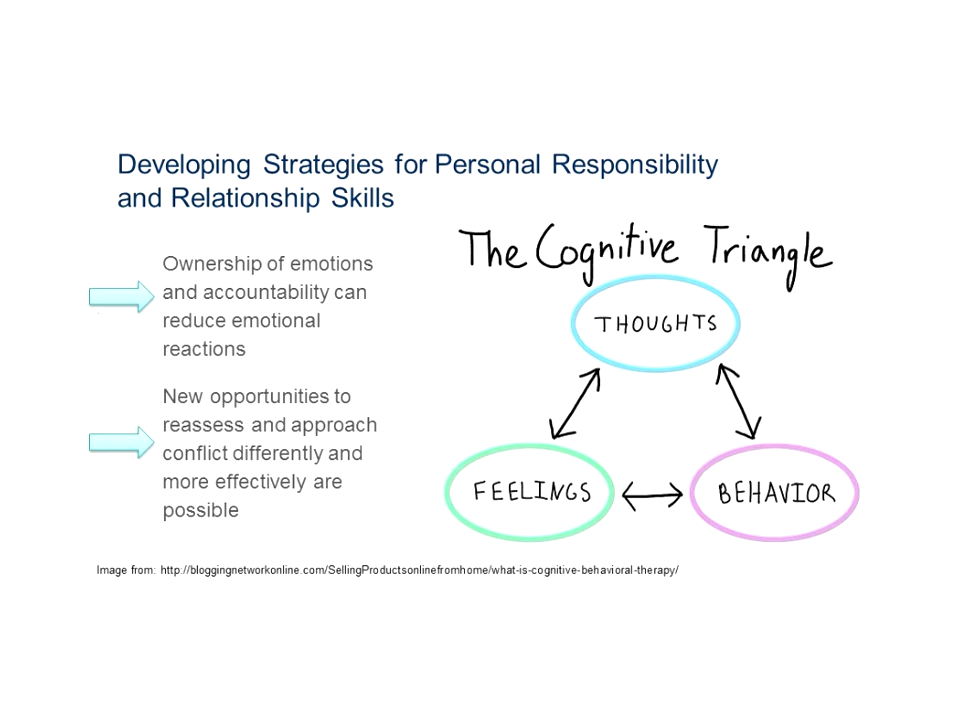 Developing Strategies for Personal Responsibility
and Relationship Skills
Ownership of emotions
and accountability can
reduce emotional
reactions
New opportunities to
reassess and approach
conflict differently and
more effectively are
possible
The Cognitive Triangle
THOUGHTS
FEELINGS
BEHAVIOR
Image from: http://bloggingnetworkonline.com/SellingProductsonlinefromhome/what-is-cognitive-behavioral-therapy/